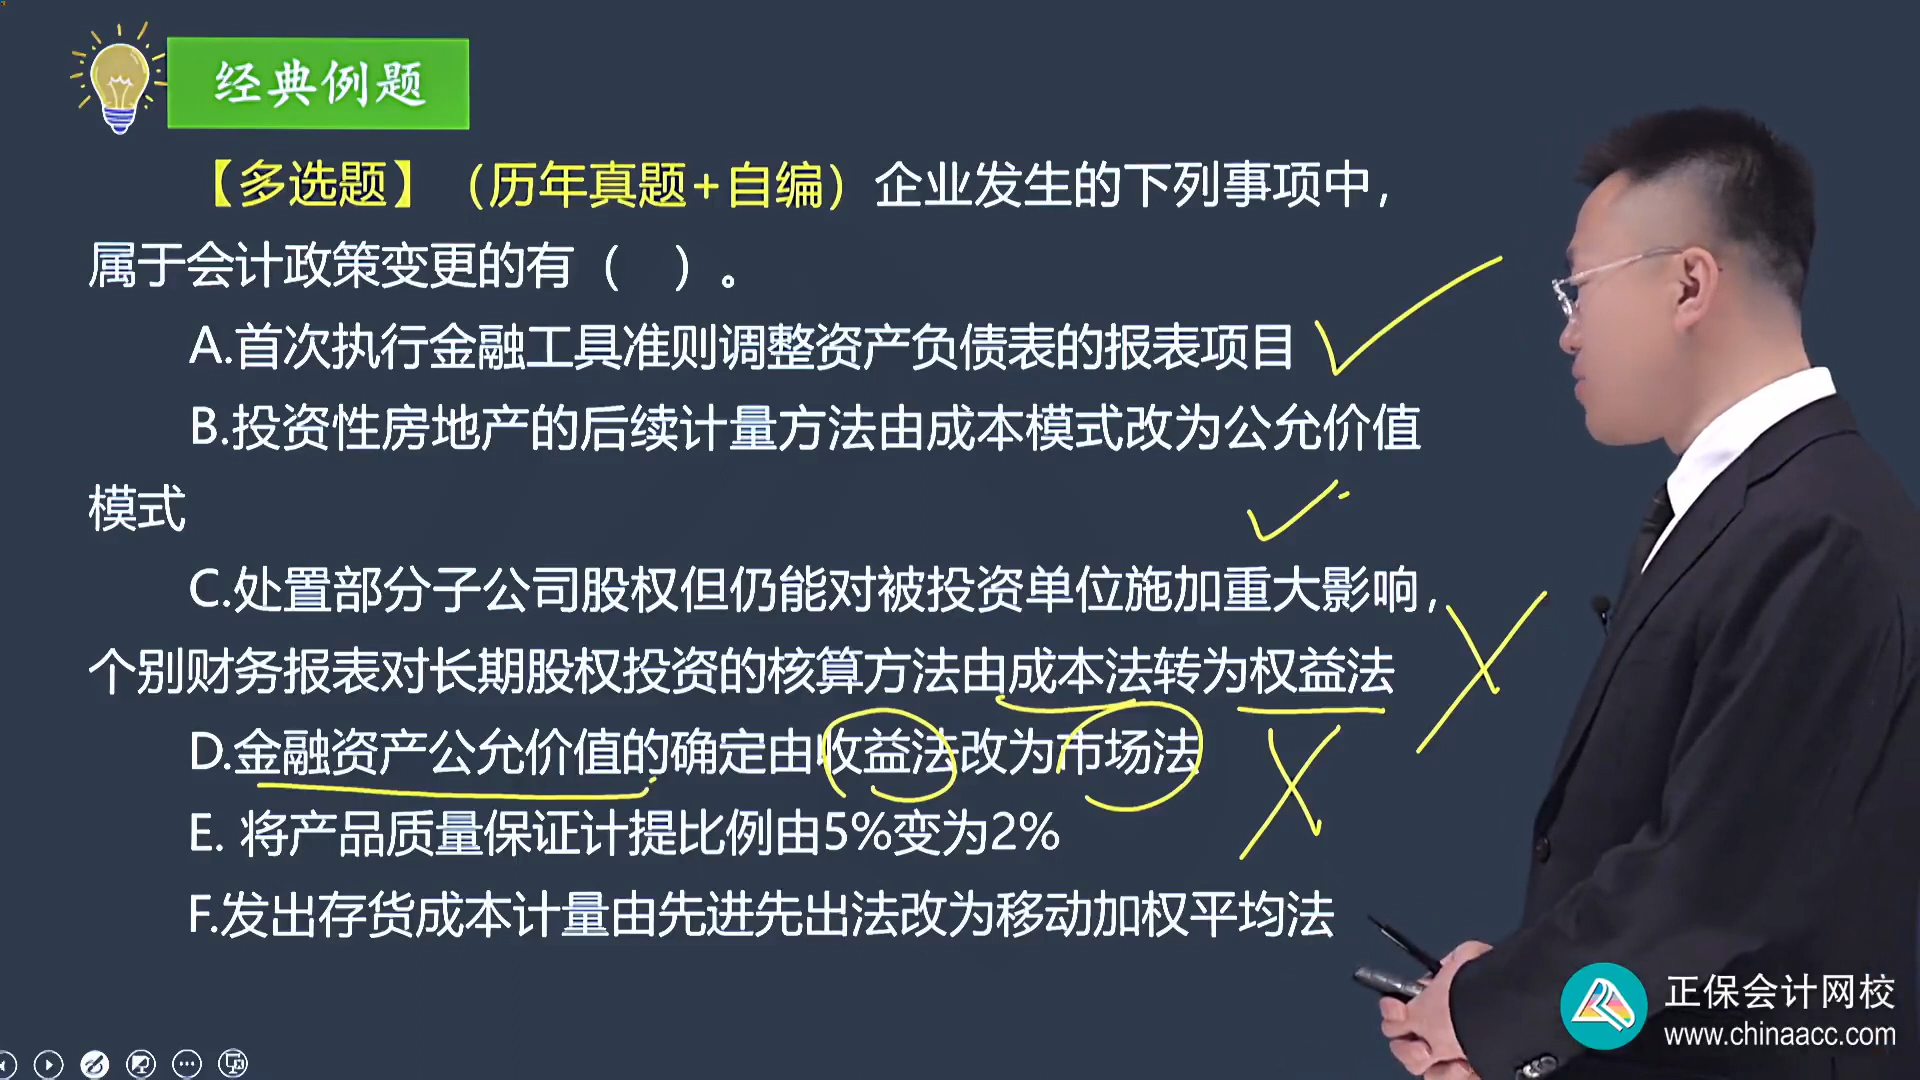 经典例题
【多选题】（历年真题+自编）企业发生的下列事项中，
属于会计政策变更的有（　）。
A.首次执行金融工具准则调整资产负债表的报表项目
B.投资性房地产的后续计量方法由成本模式改为公允价值
模式
C.处置部分子公司股权但仍能对被投资单位施加重大影响，
个别财务报表对长期股权投资的核算方法由成本法转为权益法
D.金融资产公允价值的确定由收益法改为市场法
E. 将产品质量保证计提比例由5%变为2%
F.发出存货成本计量由先进先出法改为移动加权平均法
正保会计网校
www.chinaacc.com